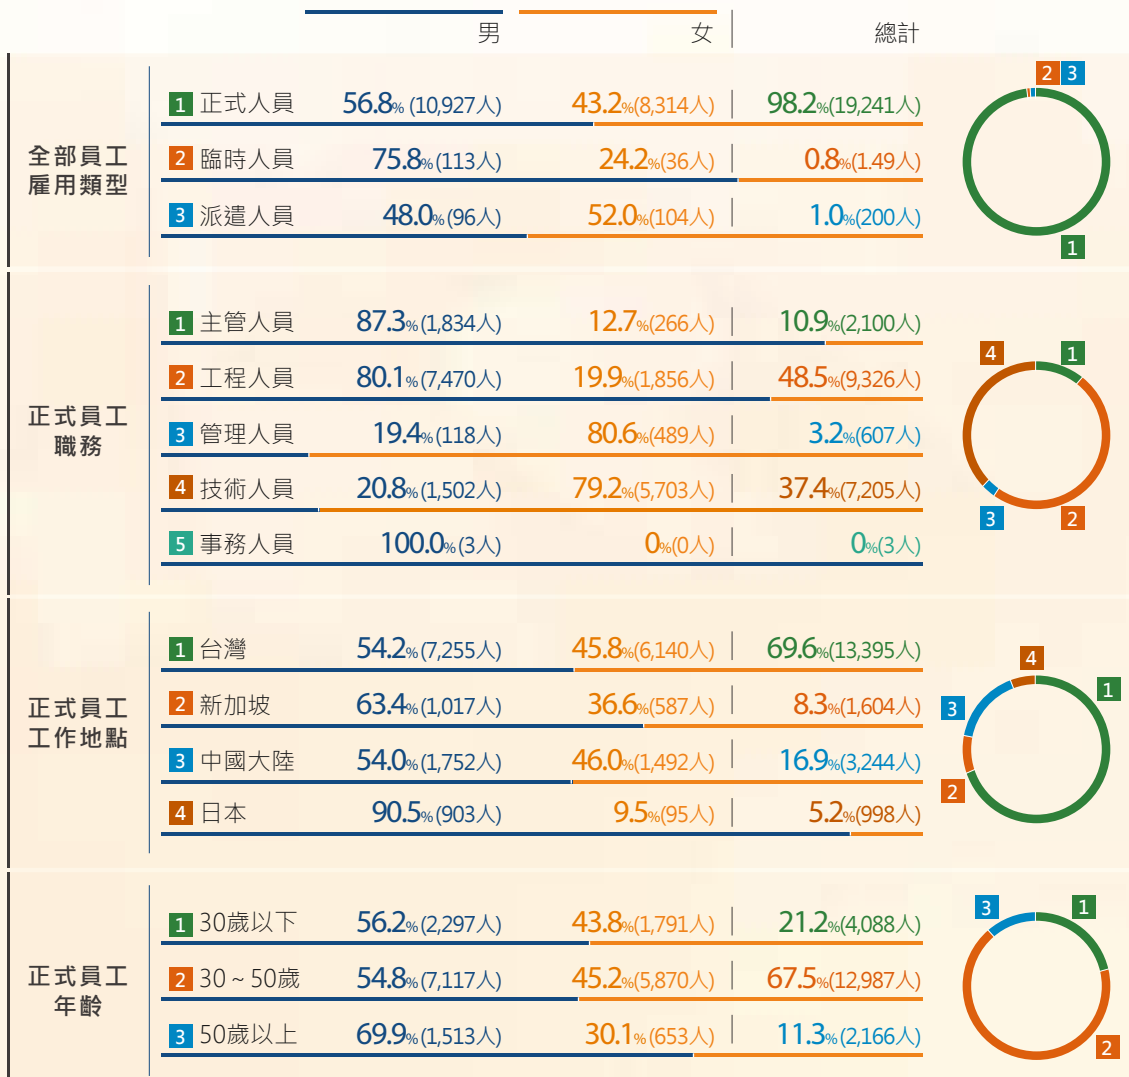 男 女 總計
2 3
全部員工
雇用類型
1 正式人員 56.8% (10,927人) 43.2%(8,314人) 98.2%(19,241人)
2 臨時人員 75.8%(113人) 24.2%(36人) 0.8%(1.49人)
3 派遣人員 48.0%(96人) 52.0%(104人) 1.0%(200人)
1
正式員工
職務
1 主管人員 87.3%(1,834人) 12.7%(266人) 10.9%(2,100人)
2 工程人員 80.1%(7,470人) 19.9%(1,856人) 48.5%(9,326人)
3 管理人員 19.4%(118人) 80.6%(489人) 3.2%(607人)
4 技術人員 20.8%(1,502人) 79.2%(5,703人) 37.4%(7,205人)
5 事務人員 100.0%(3人) 0%(0人) 0%(3人)
4 1
3 2
正式員工
工作地點
1 台灣 54.2%(7,255人) 45.8%(6,140人) 69.6%(13,395人)
2 新加坡 63.4%(1,017人) 36.6%(587人) 8.3%(1,604人)
3 中國大陸 54.0%(1,752人) 46.0%(1,492人) 16.9%(3,244人)
4 日本 90.5%(903人) 9.5%(95人) 5.2%(998人)
4
1
3
2
正式員工
年齡
1 30歲以下 56.2%(2,297人) 43.8%(1,791人) 21.2%(4,088人)
2 30～50歲 54.8%(7,117人) 45.2%(5,870人) 67.5%(12,987人)
3 50歲以上 69.9%(1,513人) 30.1%(653人) 11.3%(2,166人)
3 1
2